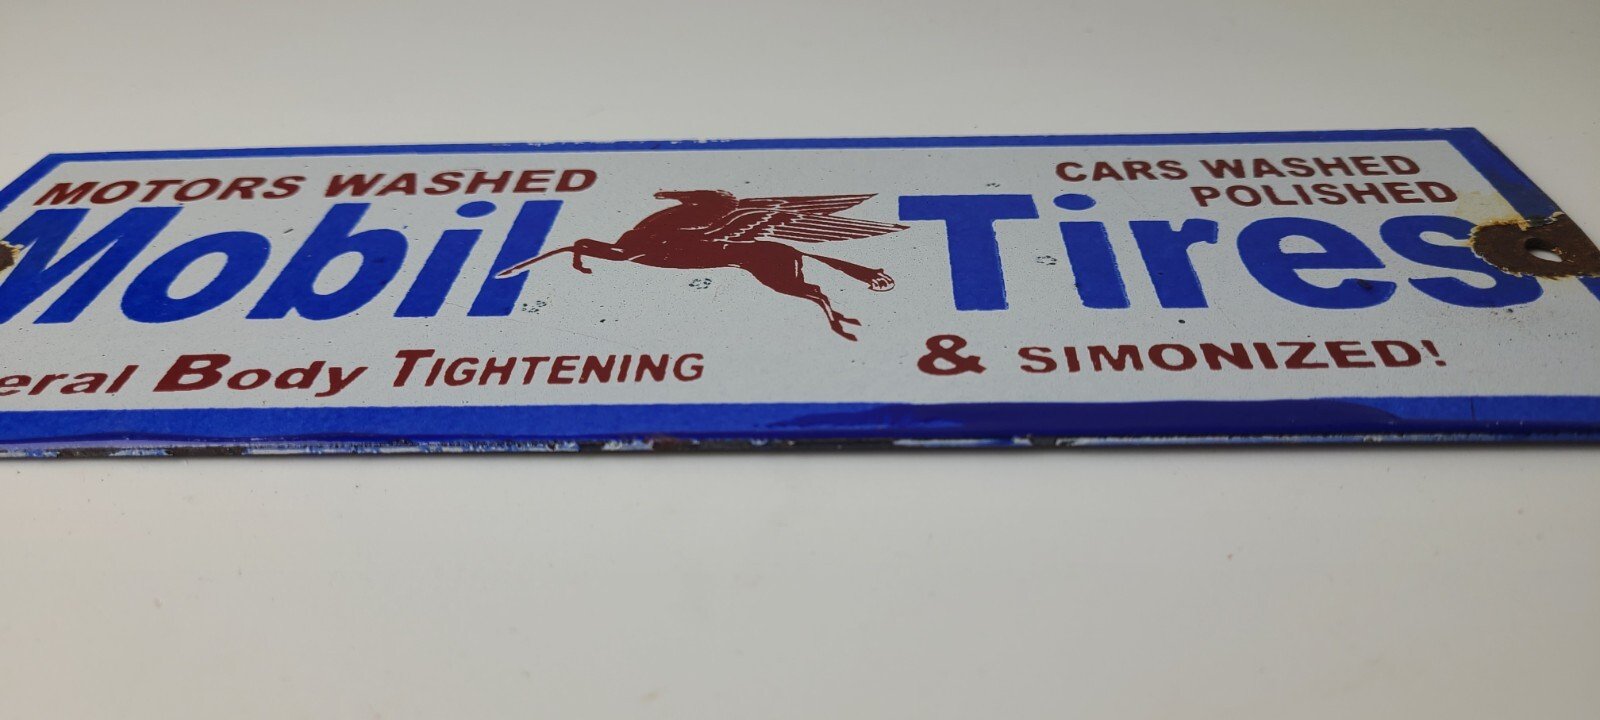 MOTORS WASHED
CARS WASHED
POLISHED
Mobil Tires
eral Body TIGHTENING
& SIMONIZED!